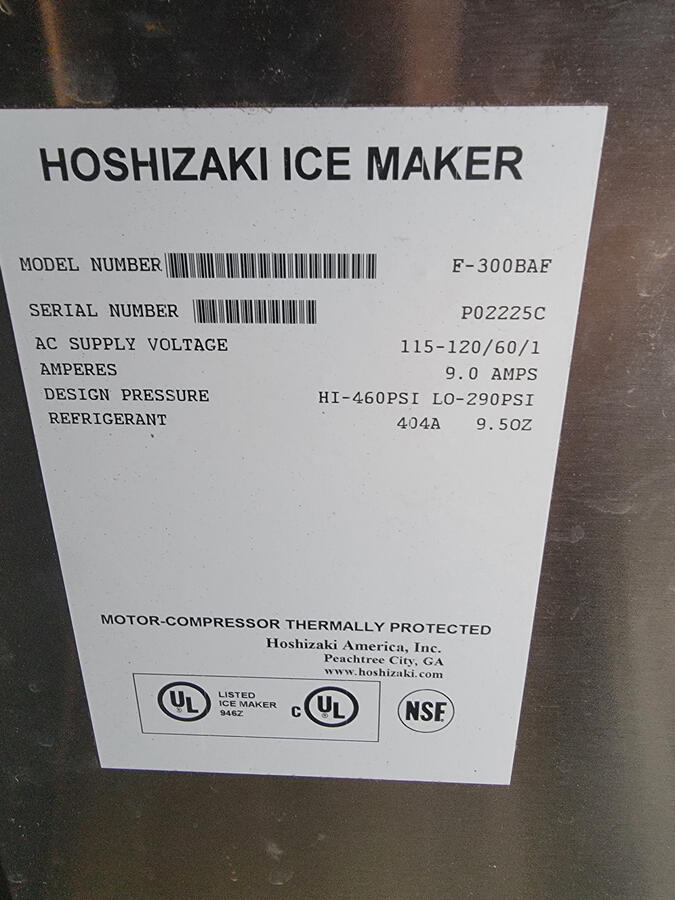 HOSHIZAKI ICE MAKER
MODEL NUMBER F-300BAF
SERIAL NUMBER P02225C
AC SUPPLY VOLTAGE 115-120/60/1
AMPERES 9.0 AMPS
DESIGN PRESSURE HI-460PSI LO-290PSI
REFRIGERANT 404A 9.5OZ
MOTOR-COMPRESSOR THERMALLY PROTECTED
Hoshizaki America, Inc.
Peachtree City, GA
www.hoshizaki.com
UL ® LISTED
ICE MAKER
946Z
C UL ®
NSF